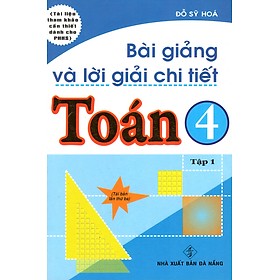 ĐỖ SỸ HOÁ
(Tài liệu
tham khảo
cần thiết
dành cho
PHHS)
Bài giảng
và lời giải chi tiết
Toán 4
Tập 1
(Tái bản
lần thứ ba)
NHÀ XUẤT BẢN ĐÀ NẴNG